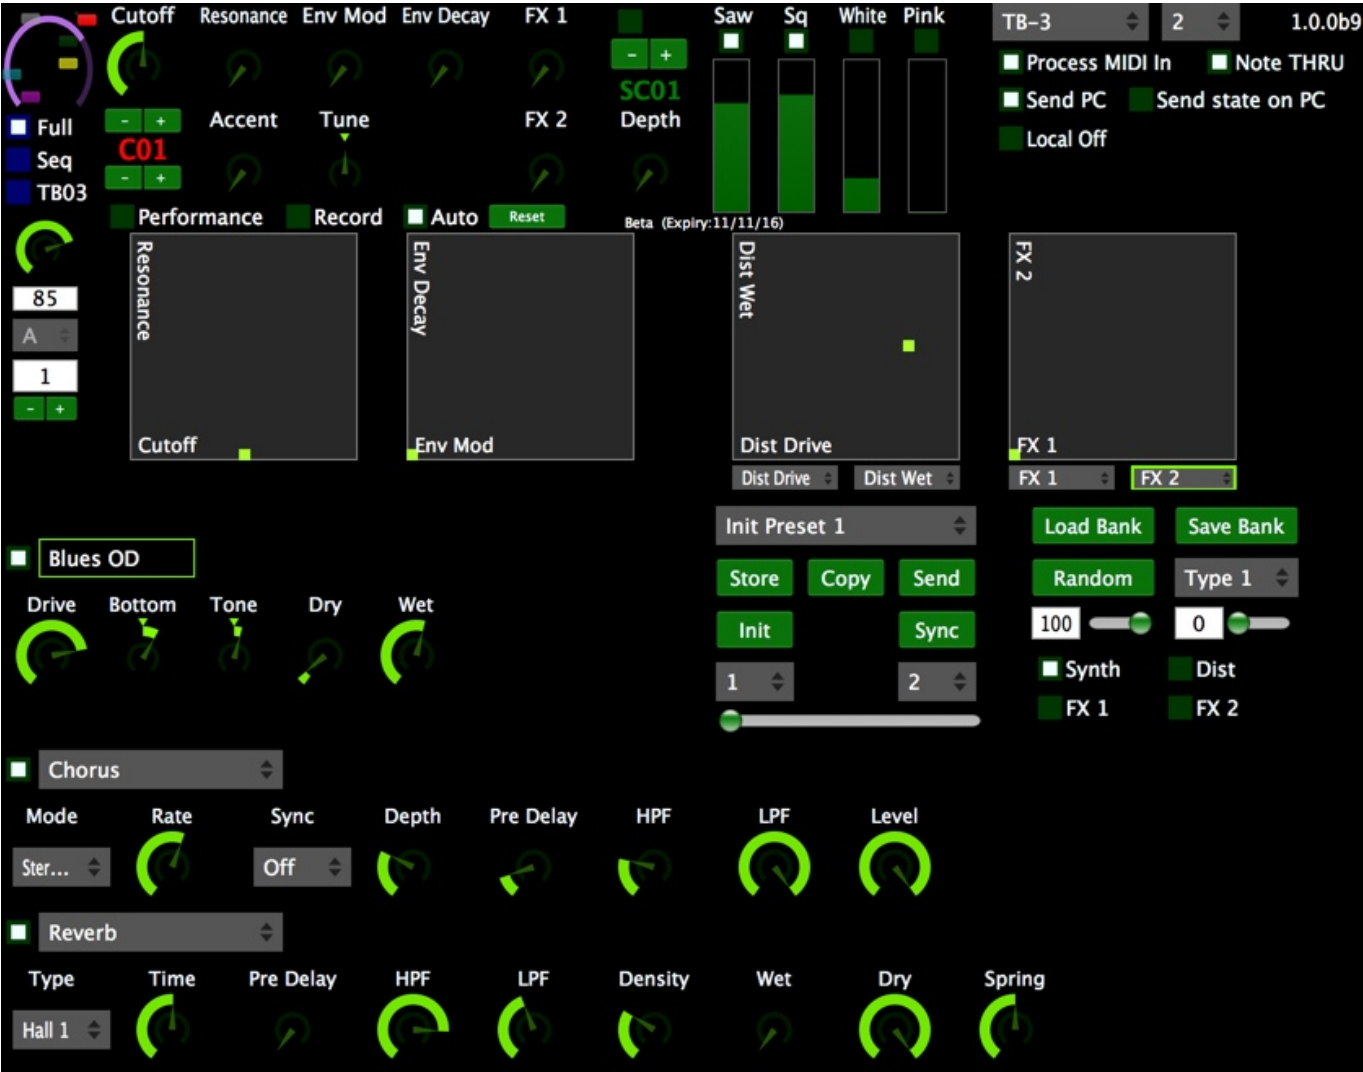 Cutoff Resonance Env Mod Env Decay FX 1 Saw Sq White Pink TB-3 2 1.0.0b9
- + Process MIDI In Note THRU
SC01 Send PC Send state on PC
Full - + Accent Tune FX 2 Depth Local Off
Seq C01
TB03 - +
Performance Record Auto Reset Beta (Expiry:11/11/16)
Resonance Env Decay Dist Wet FX 2
85
A
1
- +
Cutoff Env Mod Dist Drive FX 1
Dist Drive Dist Wet FX 1 FX 2
Init Preset 1 Load Bank Save Bank
Blues OD Store Copy Send Random Type 1
Drive Bottom Tone Dry Wet
Init Sync 100 0
1 2 Synth Dist
FX 1 FX 2
Chorus
Mode Rate Sync Depth Pre Delay HPF LPF Level
Ster... Off
Reverb
Type Time Pre Delay HPF LPF Density Wet Dry Spring
Hall 1